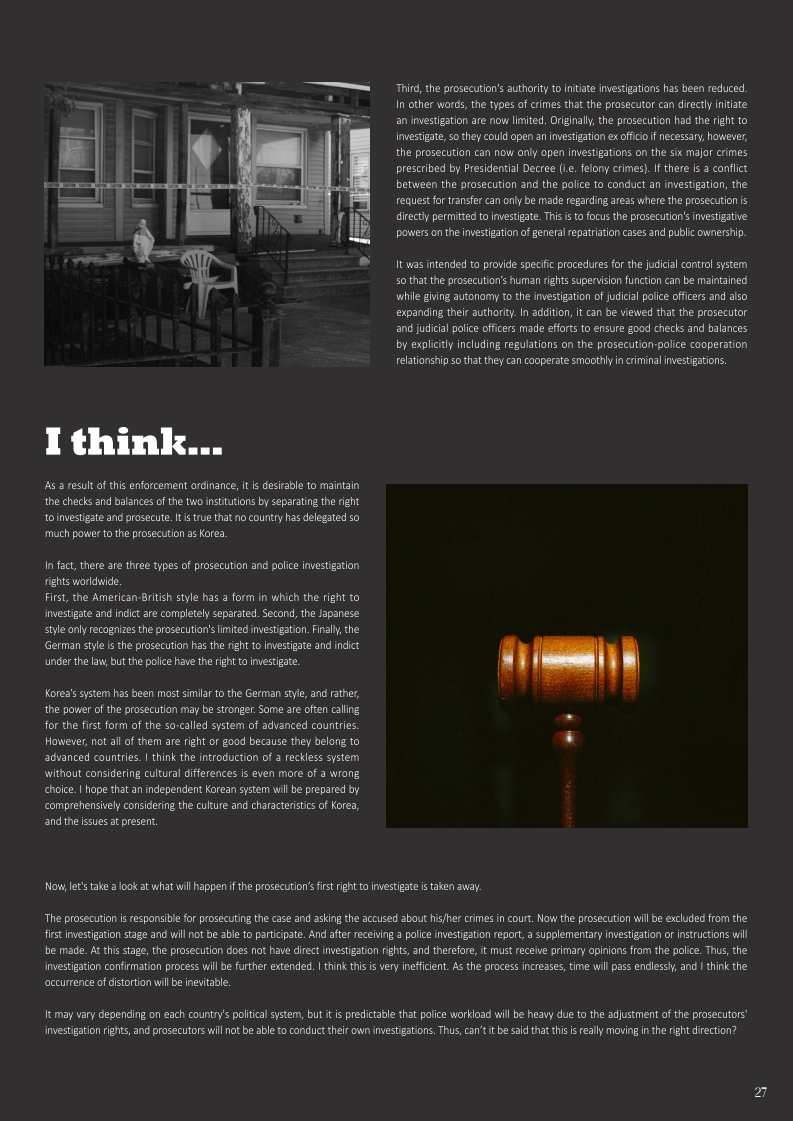 Third, the prosecution's authority to initiate investigations has been reduced.
In other words, the types of crimes that the prosecutor can directly initiate
an investigation are now limited. Originally, the prosecution had the right to
investigate, so they could open an investigation ex officio if necessary, however,
the prosecution can now only open investigations on the six major crimes
prescribed by Presidential Decree (i.e. felony crimes). If there is a conflict
between the prosecution and the police to conduct an investigation, the
request for transfer can only be made regarding areas where the prosecution is
directly permitted to investigate. This is to focus the prosecution's investigative
powers on the investigation of general repatriation cases and public ownership.

It was intended to provide specific procedures for the judicial control system
so that the prosecution’s human rights supervision function can be maintained
while giving autonomy to the investigation of judicial police officers and also
expanding their authority. In addition, it can be viewed that the prosecutor
and judicial police officers made efforts to ensure good checks and balances
by explicitly including regulations on the prosecution-police cooperation
relationship so that they can cooperate smoothly in criminal investigations.

I think...

As a result of this enforcement ordinance, it is desirable to maintain
the checks and balances of the two institutions by separating the right
to investigate and prosecute. It is true that no country has delegated so
much power to the prosecution as Korea.

In fact, there are three types of prosecution and police investigation
rights worldwide.
First, the American-British style has a form in which the right to
investigate and indict are completely separated. Second, the Japanese
style only recognizes the prosecution's limited investigation. Finally, the
German style is the prosecution has the right to investigate and indict
under the law, but the police have the right to investigate.

Korea’s system has been most similar to the German style, and rather,
the power of the prosecution may be stronger. Some are often calling
for the first form of the so-called system of advanced countries.
However, not all of them are right or good because they belong to
advanced countries. I think the introduction of a reckless system
without considering cultural differences is even more of a wrong
choice. I hope that an independent Korean system will be prepared by
comprehensively considering the culture and characteristics of Korea,
and the issues at present.

Now, let's take a look at what will happen if the prosecution’s first right to investigate is taken away.

The prosecution is responsible for prosecuting the case and asking the accused about his/her crimes in court. Now the prosecution will be excluded from the
first investigation stage and will not be able to participate. And after receiving a police investigation report, a supplementary investigation or instructions will
be made. At this stage, the prosecution does not have direct investigation rights, and therefore, it must receive primary opinions from the police. Thus, the
investigation confirmation process will be further extended. I think this is very inefficient. As the process increases, time will pass endlessly, and I think the
occurrence of distortion will be inevitable.

It may vary depending on each country's political system, but it is predictable that police workload will be heavy due to the adjustment of the prosecutors'
investigation rights, and prosecutors will not be able to conduct their own investigations. Thus, can’t it be said that this is really moving in the right direction?

27